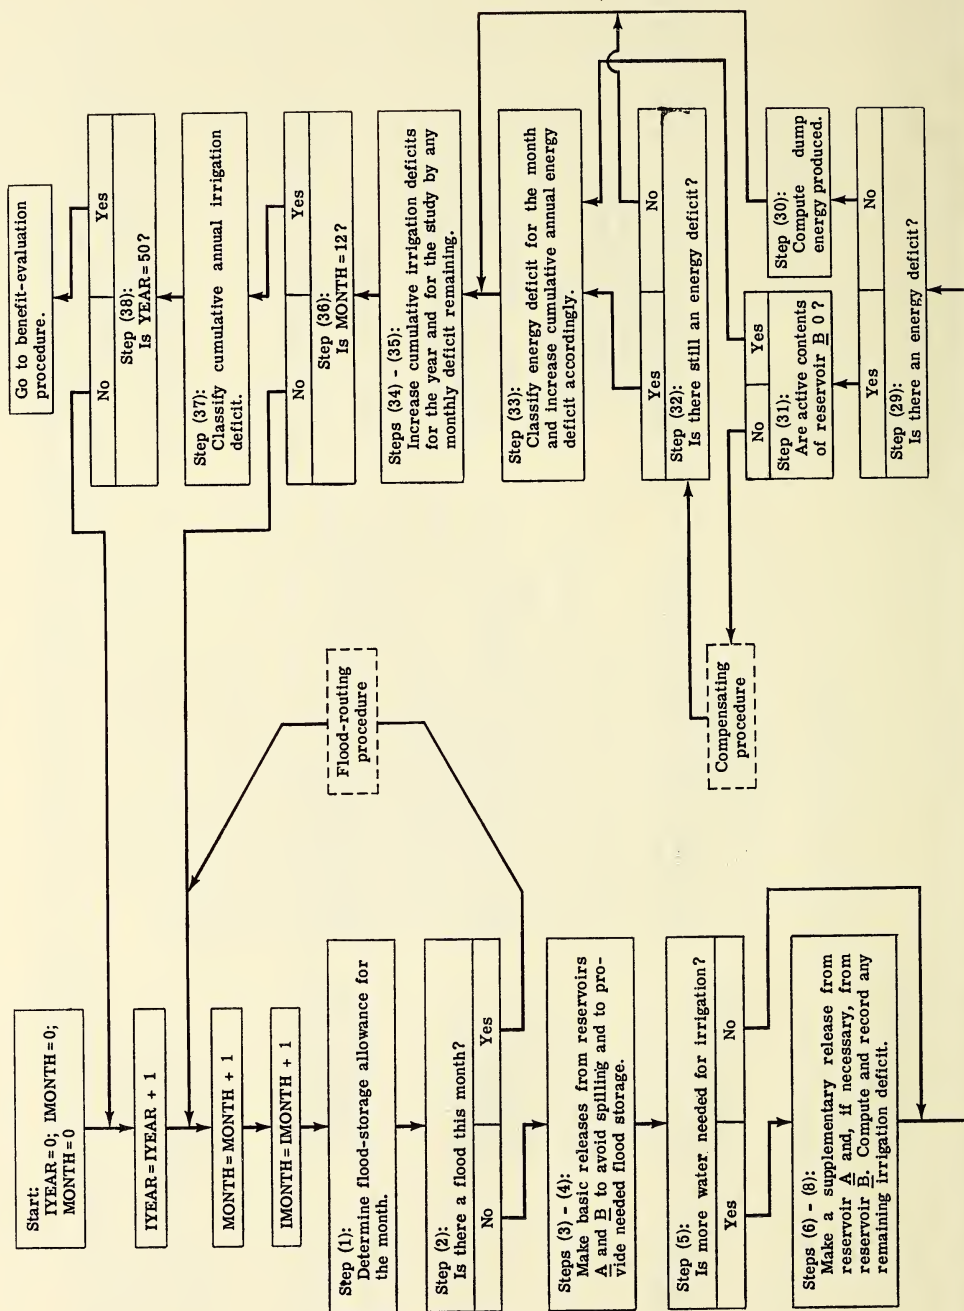 Start:
IYEAR=0; IMONTH=0;
MONTH=0
IYEAR=IYEAR + 1
MONTH=MONTH + 1
IMONTH=IMONTH + 1
Step (1):
Determine flood-storage allowance for
the month.
Step (2):
Is there a flood this month?
No
Yes
Steps (3) - (4):
Make basic releases from reservoirs
A and B to avoid spilling and to pro-
vide needed flood storage.
Step (5):
Is more water needed for irrigation?
Yes
No
Steps (6) - (8):
Make a supplementary release from
reservoir A and, if necessary, from
reservoir B. Compute and record any
remaining irrigation deficit.
Flood-routing
procedure
Compensating
procedure
Go to benefit-evaluation
procedure.
No
Yes
Step (38):
Is YEAR=50?
Step (37):
Classify cumulative annual irrigation
deficit.
No
Yes
Step (36):
Is MONTH=12?
Steps (34) - (35):
Increase cumulative irrigation deficits
for the year and for the study by any
monthly deficit remaining.
Step (33):
Classify energy deficit for the month
and increase cumulative annual energy
deficit accordingly.
Yes
No
Step (32):
Is there still an energy deficit?
No
Yes
Step (31):
Are active contents
of reservoir B 0?
Step (30):
Compute dump
energy produced.
Yes
No
Step (29):
Is there an energy deficit?